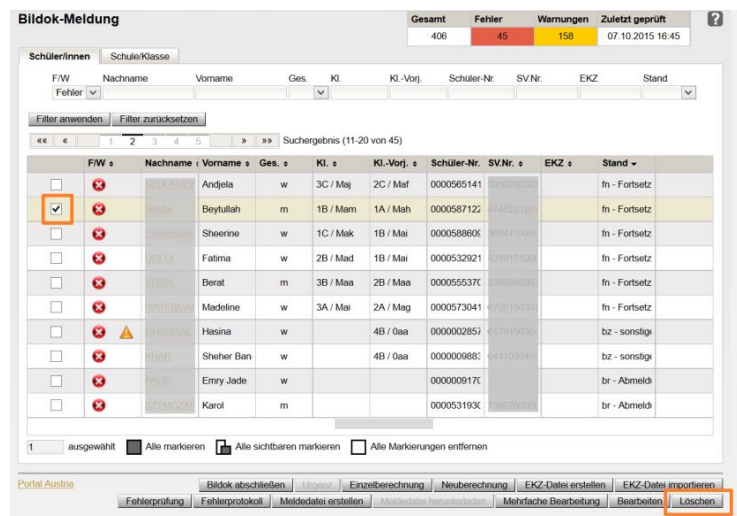 Bildok-Meldung
Gesamt Fehler Warnungen Zuletzt geprüft ?
406 45 158 07.10.2015 16:45
Schüler/innen Schule/Klasse
F/W Nachname Vorname Ges. Kl. Kl.-Vorj. Schüler-Nr. SV.Nr. EKZ Stand
Fehler
Filter anwenden Filter zurücksetzen
«« « 1 2 3 4 5 » »» Suchergebnis (11-20 von 45)
F/W Nachname Vorname Ges. Kl. Kl.-Vorj. Schüler-Nr. SV.Nr. EKZ Stand
Andjela w 3C / Maj 2C / Maf 0000565141 fn - Fortsetz
Beytullah m 1B / Mam 1A / Mah 0000587122 fn - Fortsetz
Sheerine w 1C / Mak 1B / Mai 000058860 fn - Fortsetz
Fatima w 2B / Mad 1B / Mai 0000532921 fn - Fortsetz
Berat m 3B / Maa 2B / Maa 000055537 fn - Fortsetz
Madeline w 3A / Mai 2A / Mag 0000573041 fn - Fortsetz
Hasina w 4B / 0aa 0000002857 bz - sonstige
Sheher Ban w 4B / 0aa 000000988 bz - sonstige
Emry Jade w 000000917 br - Abmeld
Karol m 000053193 br - Abmeld
1 ausgewählt Alle markieren Alle sichtbaren markieren Alle Markierungen entfernen
Portal Austria Bildok abschließen Urgenz Einzelberechnung Neuberechnung EKZ-Datei erstellen EKZ-Datei importieren
Fehlerprüfung Fehlerprotokoll Meldedatei erstellen Meldedatei herunterladen Mehrfache Bearbeitung Bearbeiten Löschen